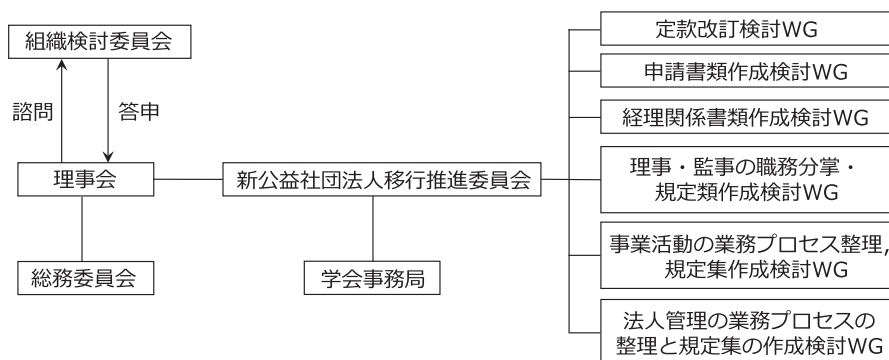 組織検討委員会
諮問
答申
理事会
総務委員会
新公益社団法人移行推進委員会
学会事務局
定款改訂検討WG
申請書類作成検討WG
経理関係書類作成検討WG
理事・監事の職務分掌・
規定類作成検討WG
事業活動の業務プロセス整理,
規定集作成検討WG
法人管理の業務プロセスの
整理と規定集の作成検討WG